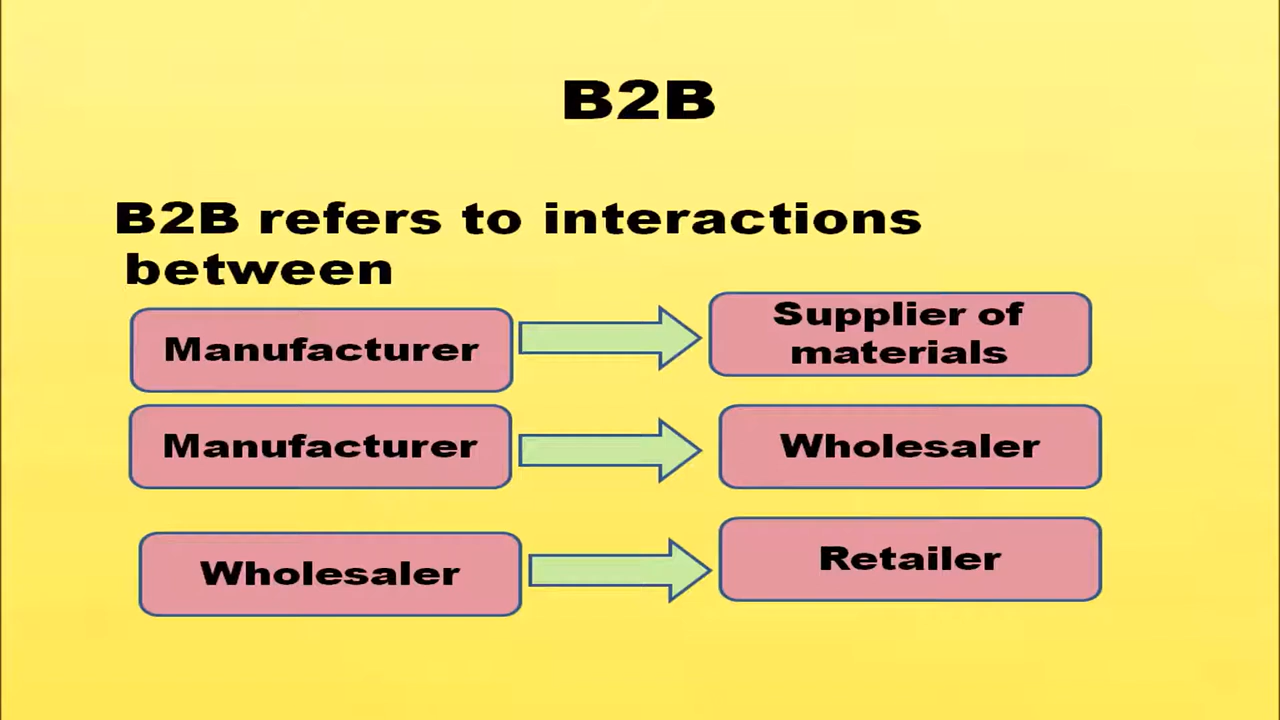 B2B
B2B refers to interactions
between
Manufacturer
Supplier of
materials
Manufacturer
Wholesaler
Wholesaler
Retailer